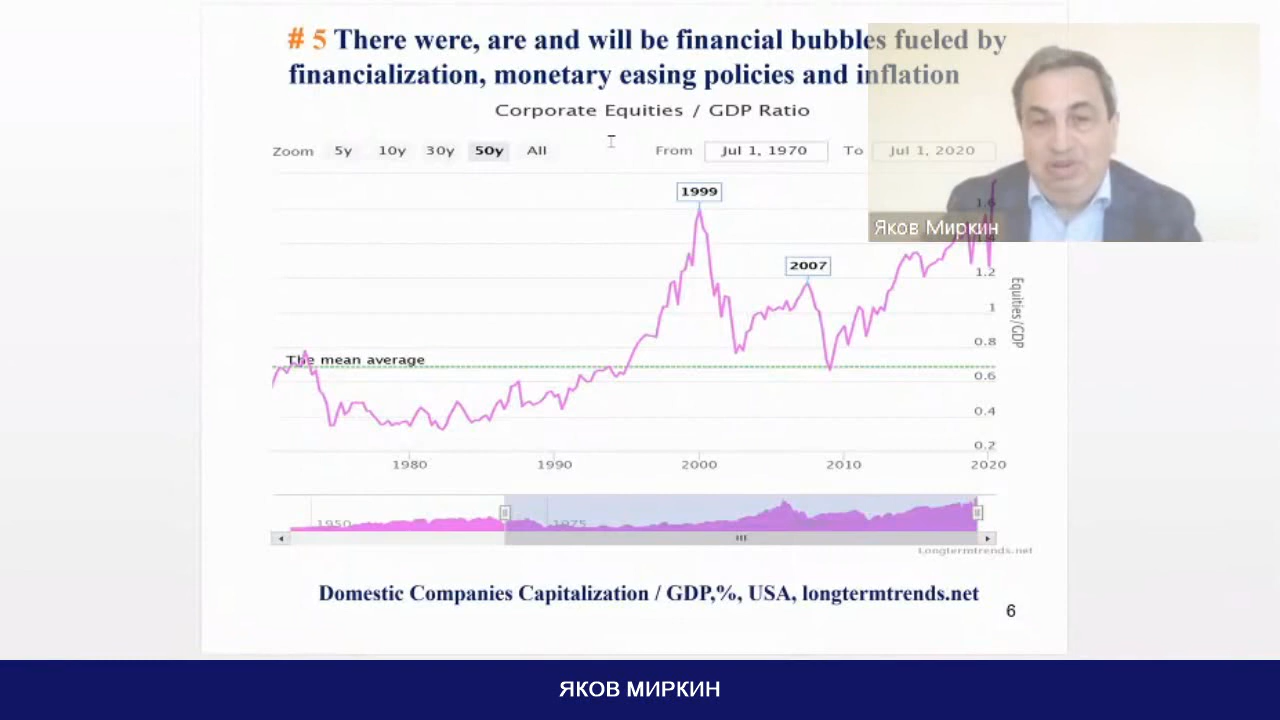 # 5 There were, are and will be financial bubbles fueled by
financialization, monetary easing policies and inflation
Corporate Equities / GDP Ratio
Zoom 5y 10y 30y 50y All From Jul 1, 1970 To Jul 1, 2020
1999
1.6
Яков Миркин
1.4
2007
1.2
1
Equities/GDP
0.8
The mean average
0.6
0.4
0.2
1980 1990 2000 2010 2020
1950 1975
Longtermtrends.net
Domestic Companies Capitalization / GDP,%, USA, longtermtrends.net
6
ЯКОВ МИРКИН